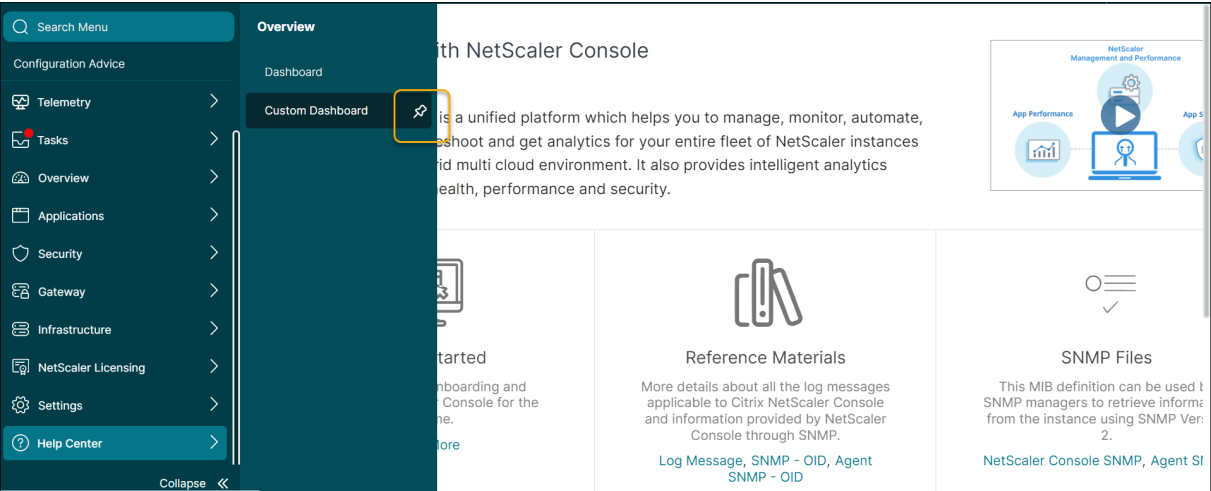 Search Menu
Configuration Advice
Telemetry
Tasks
Overview
Applications
Security
Gateway
Infrastructure
NetScaler Licensing
Settings
Help Center
Collapse
Overview
Dashboard
Custom Dashboard
ith NetScaler Console
is a unified platform which helps you to manage, monitor, automate,
eshoot and get analytics for your entire fleet of NetScaler instances
rid multi cloud environment. It also provides intelligent analytics
ealth, performance and security.
NetScaler
Management and Performance
App Performance
App S
tarted
nboarding and
Console for the
me.
More
Reference Materials
More details about all the log messages
applicable to Citrix NetScaler Console
and information provided by NetScaler
Console through SNMP.
Log Message, SNMP - OID, Agent
SNMP - OID
SNMP Files
This MIB definition can be used
SNMP managers to retrieve informa
from the instance using SNMP Ver
2.
NetScaler Console SNMP, Agent